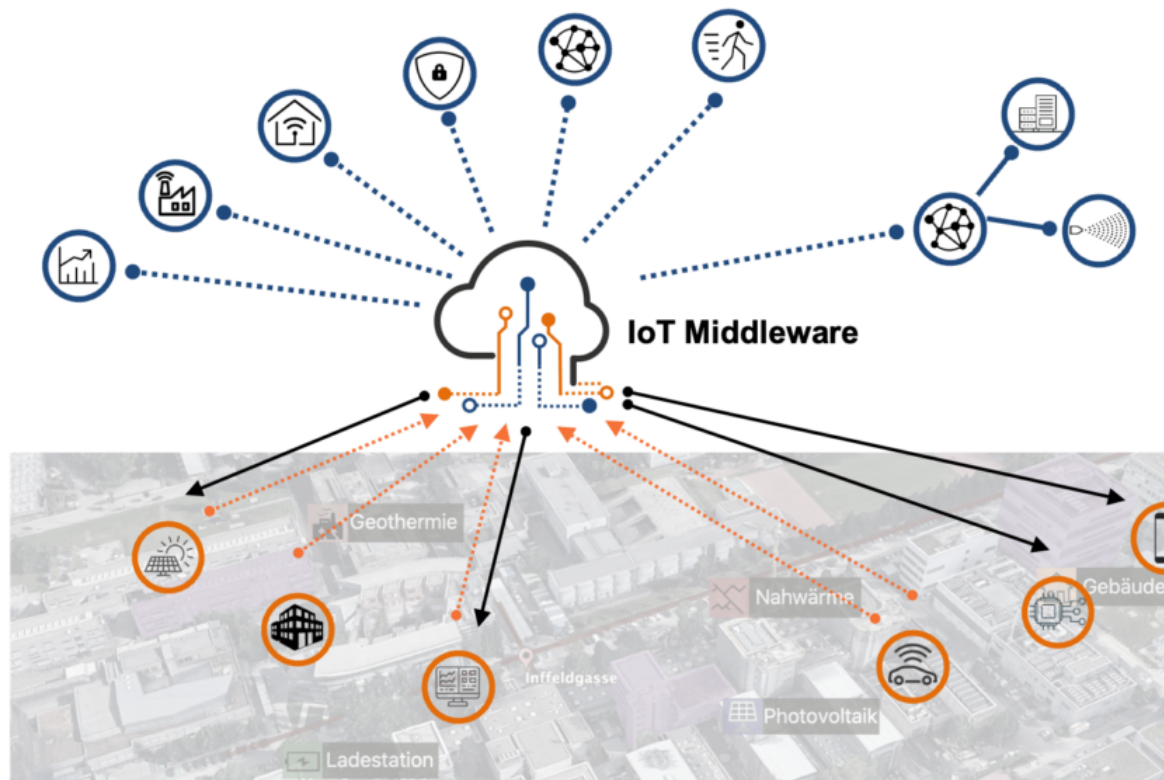 IoT Middleware
Geothermie
Nahwärme
Gebäude
Inffeldgasse
Photovoltaik
Ladestation